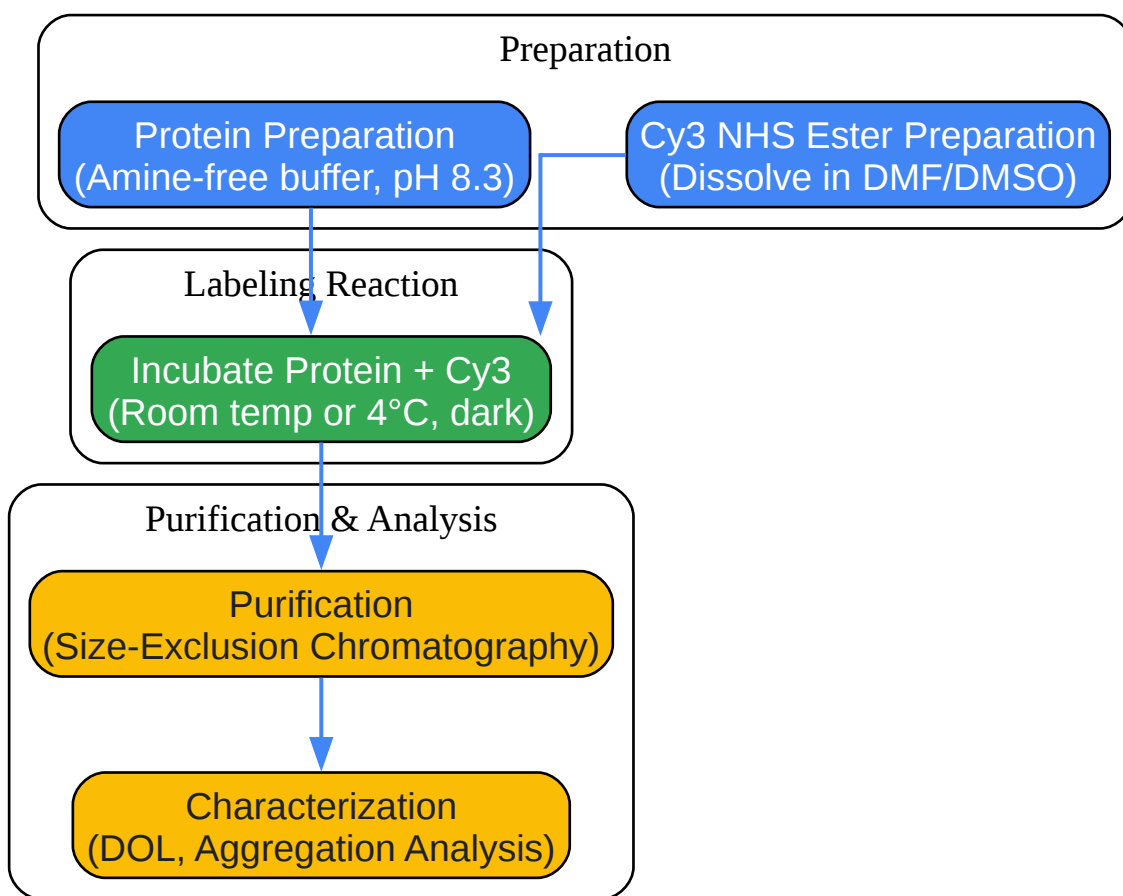 Preparation
Protein Preparation
(Amine-free buffer, pH 8.3)
Cy3 NHS Ester Preparation
(Dissolve in DMF/DMSO)
Labeling Reaction
Incubate Protein + Cy3
(Room temp or 4°C, dark)
Purification & Analysis
Purification
(Size-Exclusion Chromatography)
Characterization
(DOL, Aggregation Analysis)